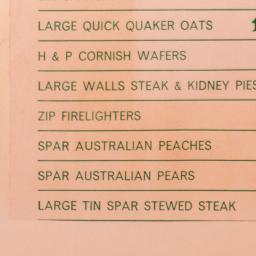 LARGE QUICK QUAKER OATS
H & P CORNISH WAFERS
LARGE WALLS STEAK & KIDNEY PIES
ZIP FIRELIGHTERS
SPAR AUSTRALIAN PEACHES
SPAR AUSTRALIAN PEARS
LARGE TIN SPAR STEWED STEAK